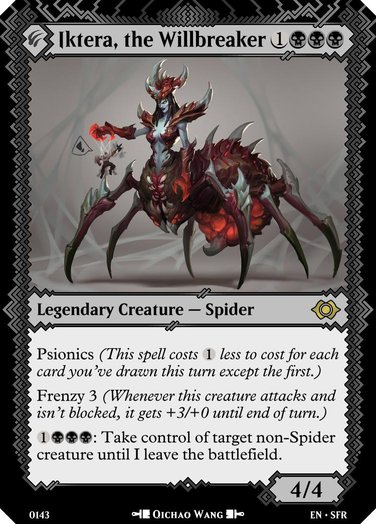 Iktera, the Willbreaker 1
Legendary Creature — Spider
Psionics (This spell costs 1 less to cost for each
card you've drawn this turn except the first.)
Frenzy 3 (Whenever this creature attacks and
isn't blocked, it gets +3/+0 until end of turn.)
1: Take control of target non-Spider
creature until I leave the battlefield.
4/4
0143 Qichao Wang EN • SFR